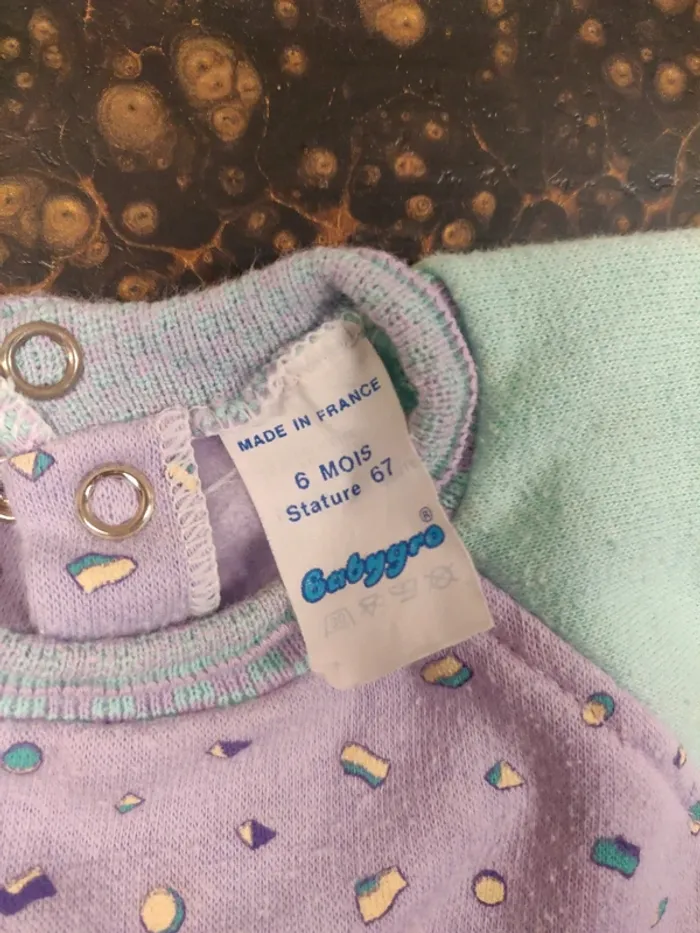 MADE IN FRANCE
6 MOIS
Stature 67
Babygro®